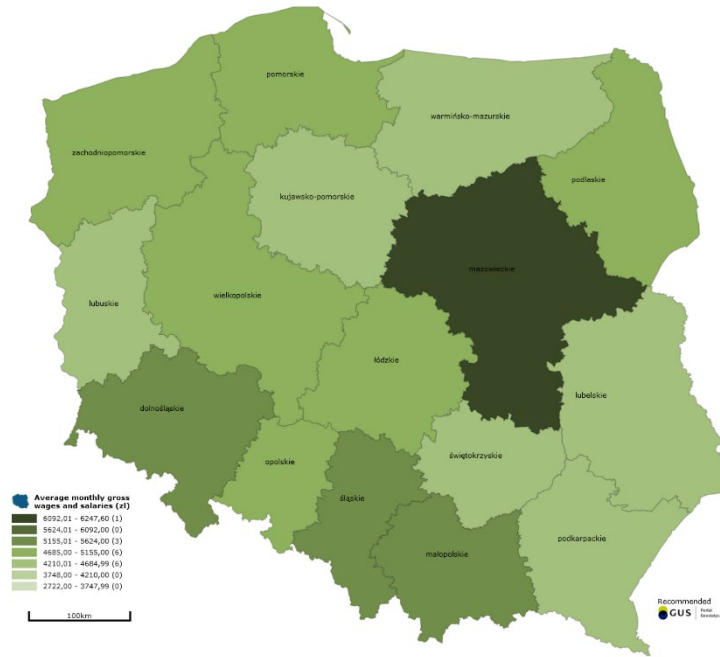 pomorskie
warmińsko-mazurskie
zachodniopomorskie
podlaskie
kujawsko-pomorskie
mazowieckie
lubuskie
wielkopolskie
łódzkie
lubelskie
dolnośląskie
świętokrzyskie
opolskie
śląskie
podkarpackie
małopolskie
Average monthly gross
wages and salaries (zl)
6092,01 - 6247,60 (1)
5624,01 - 6092,00 (0)
5155,01 - 5624,00 (3)
4685,00 - 5155,00 (6)
4210,01 - 4684,99 (6)
3748,00 - 4210,00 (0)
2722,00 - 3747,99 (0)
100km
Recommended
GUS
Portal